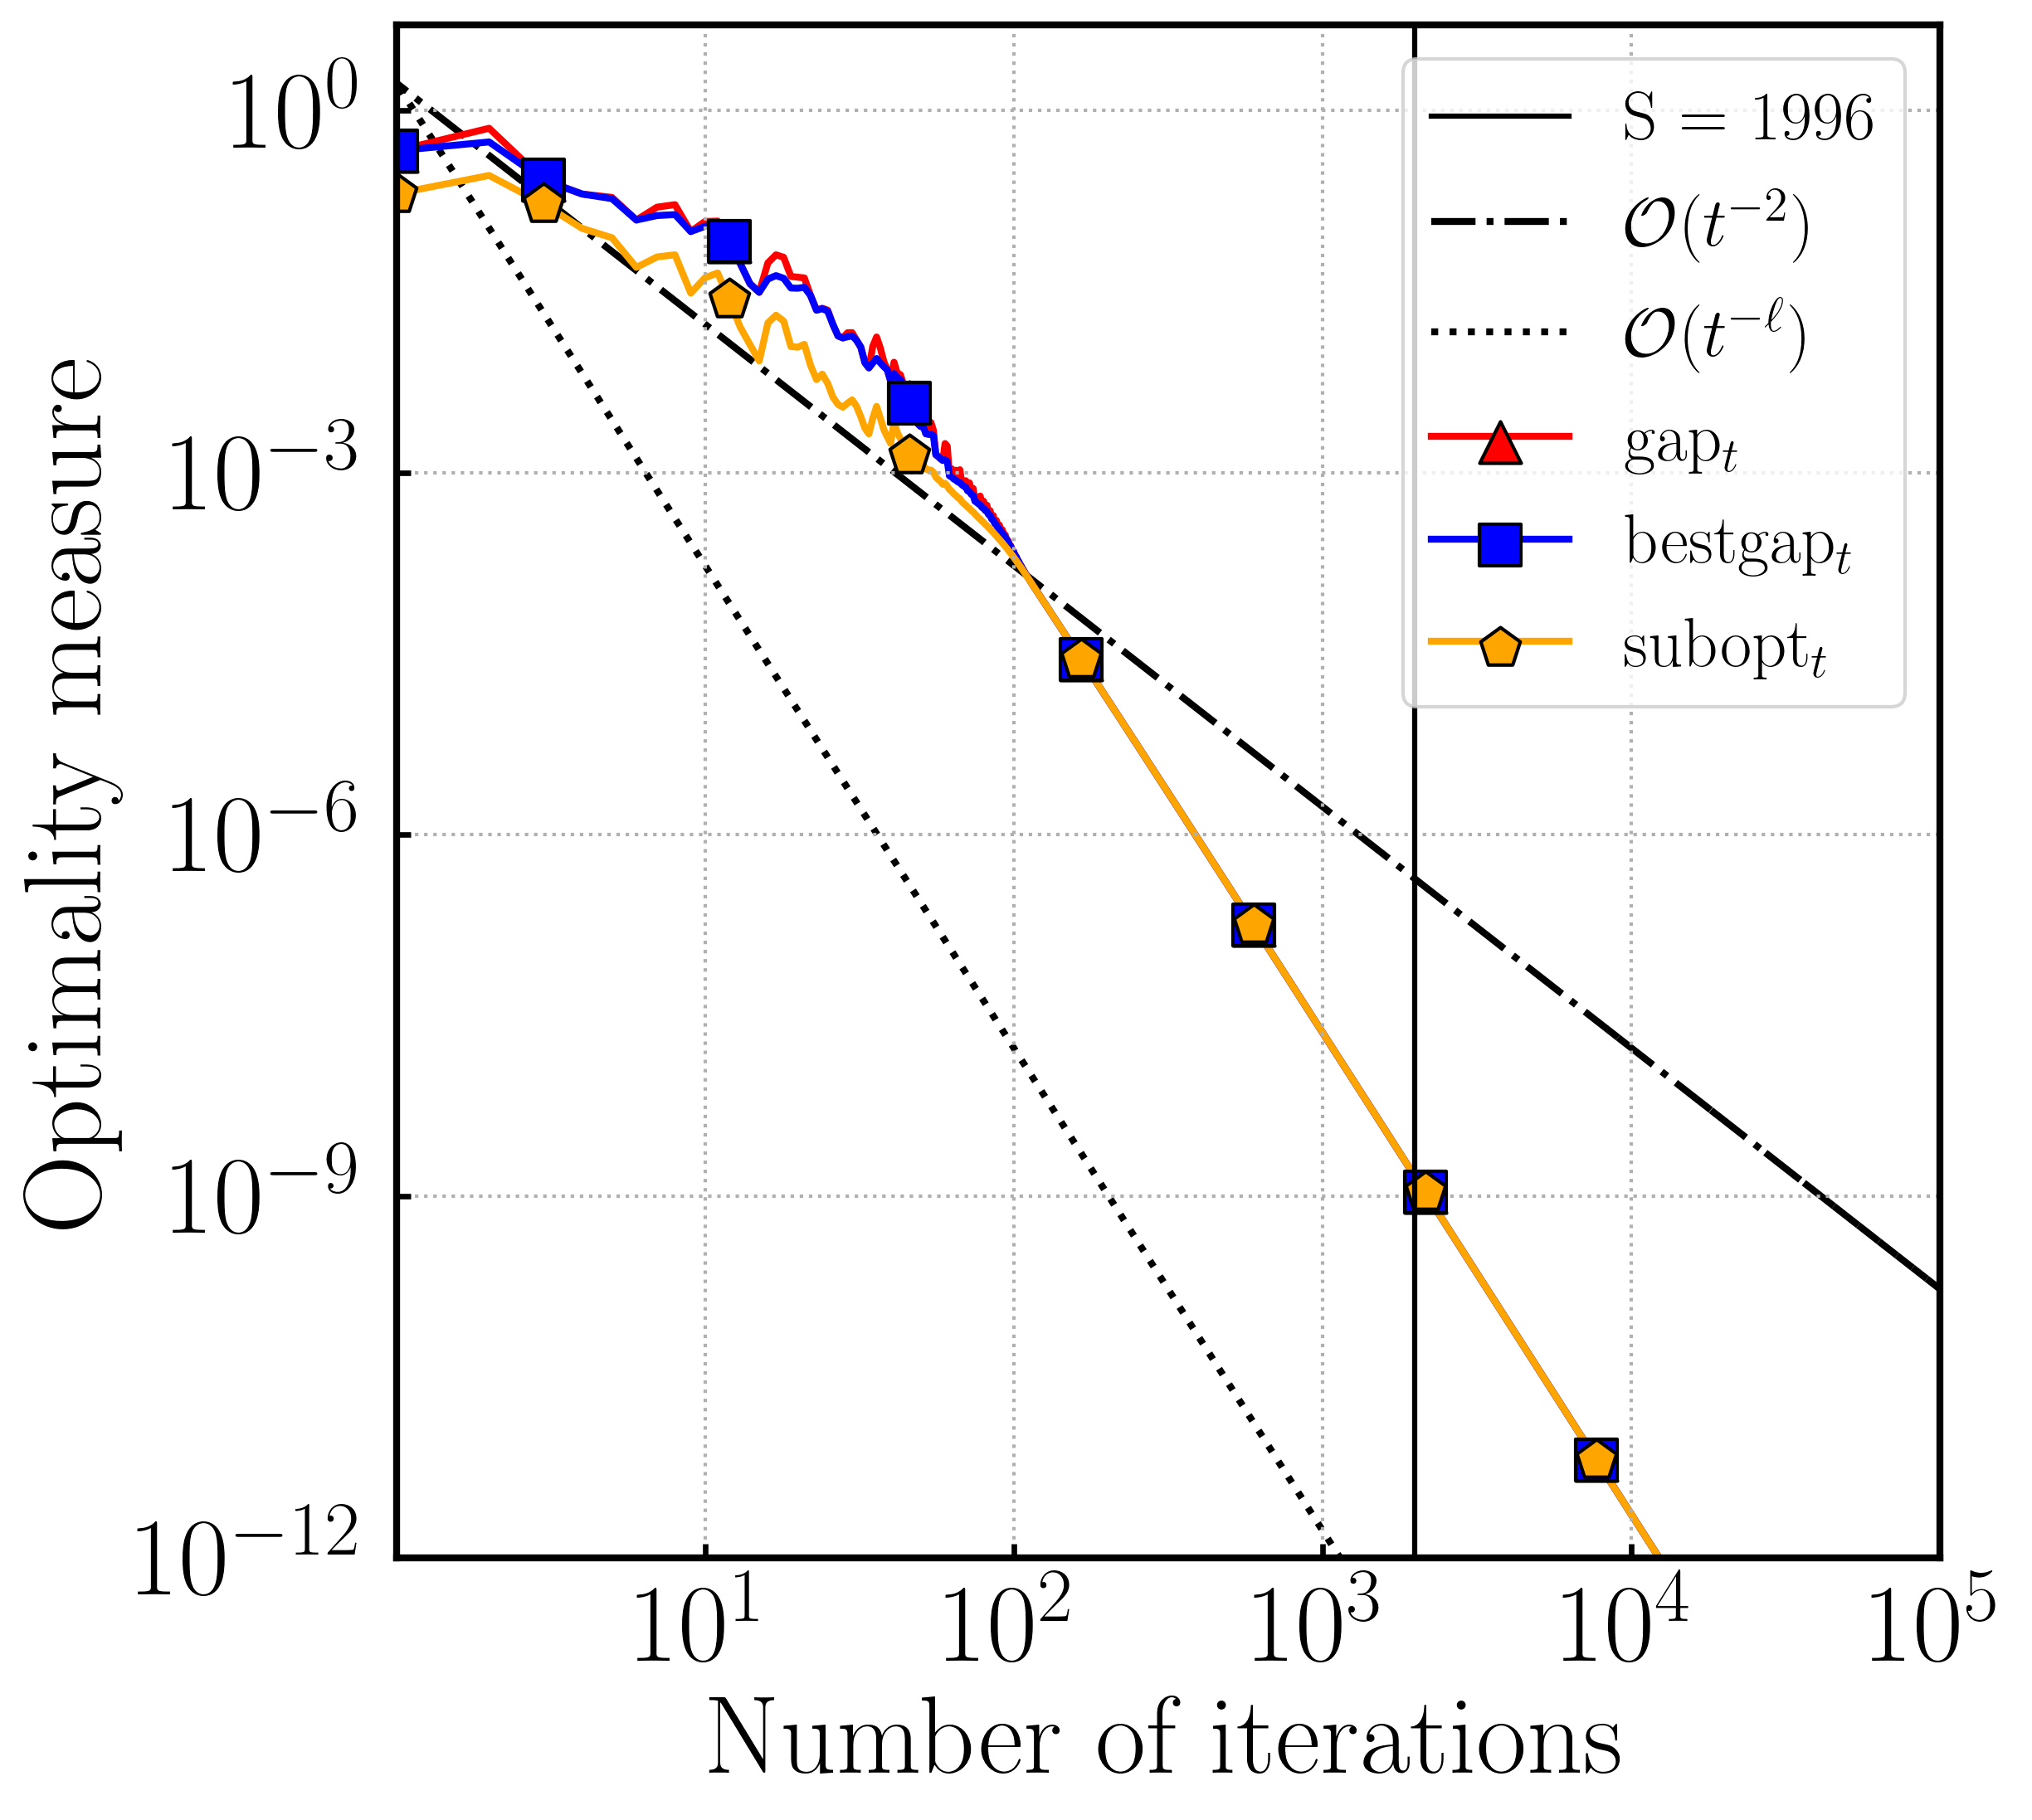 Optimality measure
10⁰
10⁻³
10⁻⁶
10⁻⁹
10⁻¹²
S = 1996
𝒪(t⁻²)
𝒪(t⁻ℓ)
gapₜ
bestgapₜ
suboptₜ
10¹ 10² 10³ 10⁴ 10⁵
Number of iterations